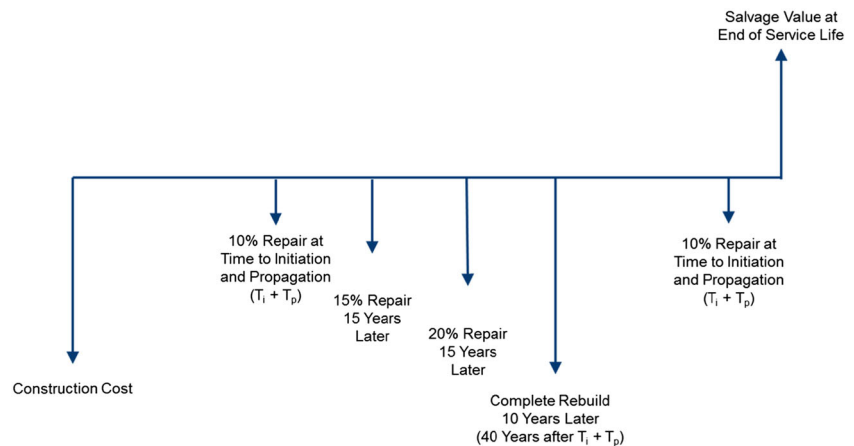 Salvage Value at
End of Service Life
10% Repair at
Time to Initiation
and Propagation
(Tᵢ + Tₚ)
15% Repair
15 Years
Later
20% Repair
15 Years
Later
10% Repair at
Time to Initiation
and Propagation
(Tᵢ + Tₚ)
Construction Cost
Complete Rebuild
10 Years Later
(40 Years after Tᵢ + Tₚ)